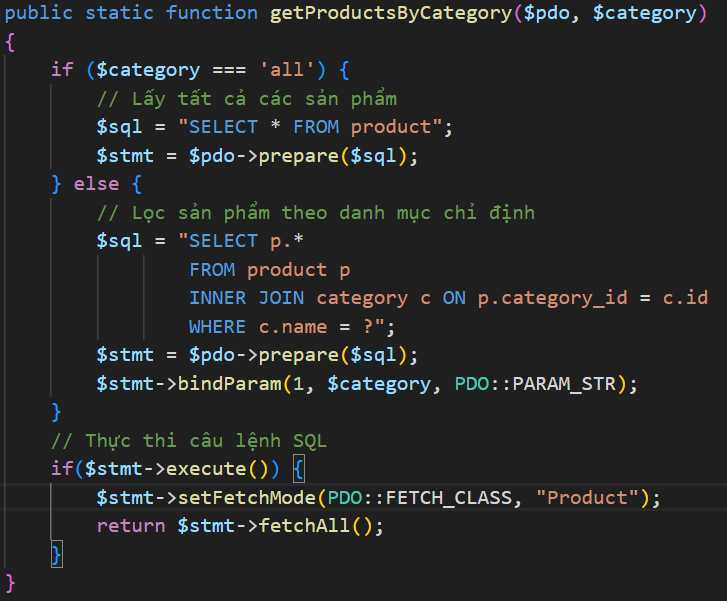 public static function getProductsByCategory($pdo, $category)
{
    if ($category === 'all') {
        // Lấy tất cả các sản phẩm
        $sql = "SELECT * FROM product";
        $stmt = $pdo->prepare($sql);
    } else {
        // Lọc sản phẩm theo danh mục chỉ định
        $sql = "SELECT p.*
                FROM product p
                INNER JOIN category c ON p.category_id = c.id
                WHERE c.name = ?";
        $stmt = $pdo->prepare($sql);
        $stmt->bindParam(1, $category, PDO::PARAM_STR);
    }
    // Thực thi câu lệnh SQL
    if($stmt->execute()) {
        $stmt->setFetchMode(PDO::FETCH_CLASS, "Product");
        return $stmt->fetchAll();
    }
}